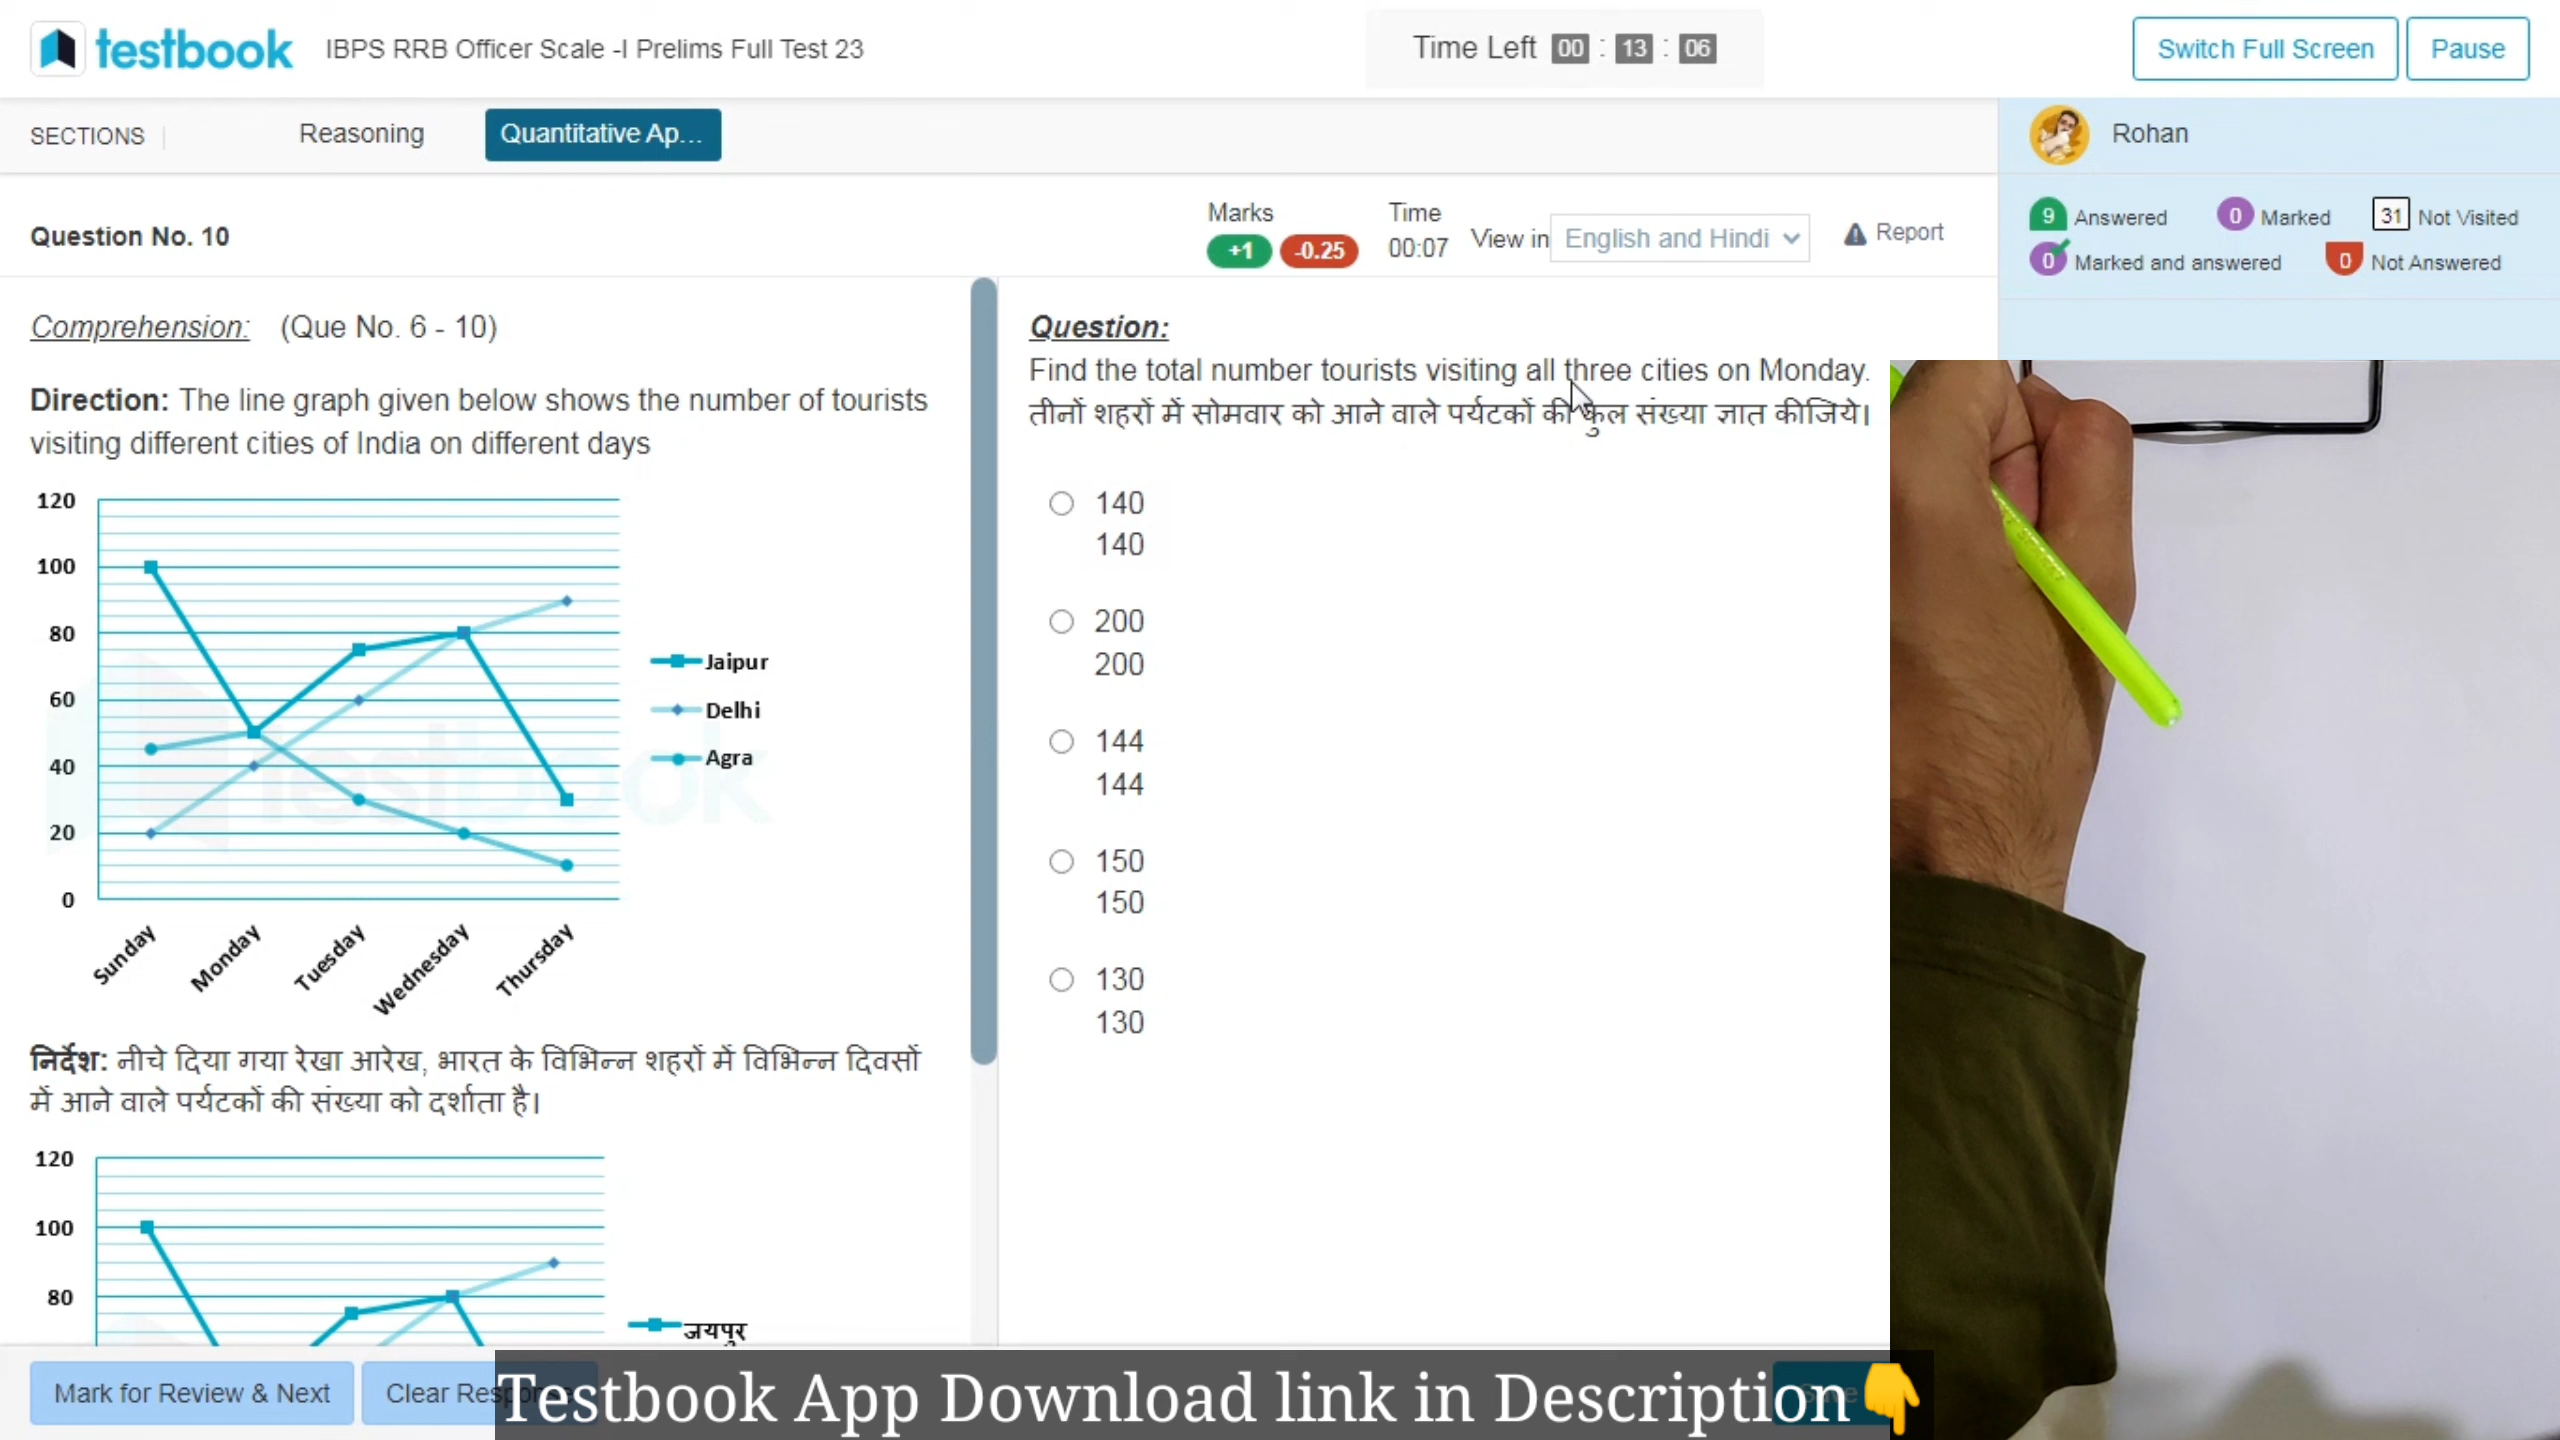 testbook
IBPS RRB Officer Scale -I Prelims Full Test 23
Time Left 00 : 13 : 06
Switch Full Screen
Pause
SECTIONS
Reasoning
Quantitative Ap...
Rohan
9 Answered
0 Marked
31 Not Visited
0 Marked and answered
0 Not Answered
Question No. 10
Marks
+1 -0.25
Time
00:07
View in
English and Hindi
Report
Comprehension: (Que No. 6 - 10)
Direction: The line graph given below shows the number of tourists
visiting different cities of India on different days
120
100
80
60
40
20
0
Sunday
Monday
Tuesday
Wednesday
Thursday
Jaipur
Delhi
Agra
testbook
निर्देश: नीचे दिया गया रेखा आरेख, भारत के विभिन्न शहरों में विभिन्न दिवसों
में आने वाले पर्यटकों की संख्या को दर्शाता है।
120
100
80
जयपुर
Question:
Find the total number tourists visiting all three cities on Monday.
तीनों शहरों में सोमवार को आने वाले पर्यटकों की कुल संख्या ज्ञात कीजिये।
140
140
200
200
144
144
150
150
130
130
Mark for Review & Next
Clear
Testbook App Download link in Description